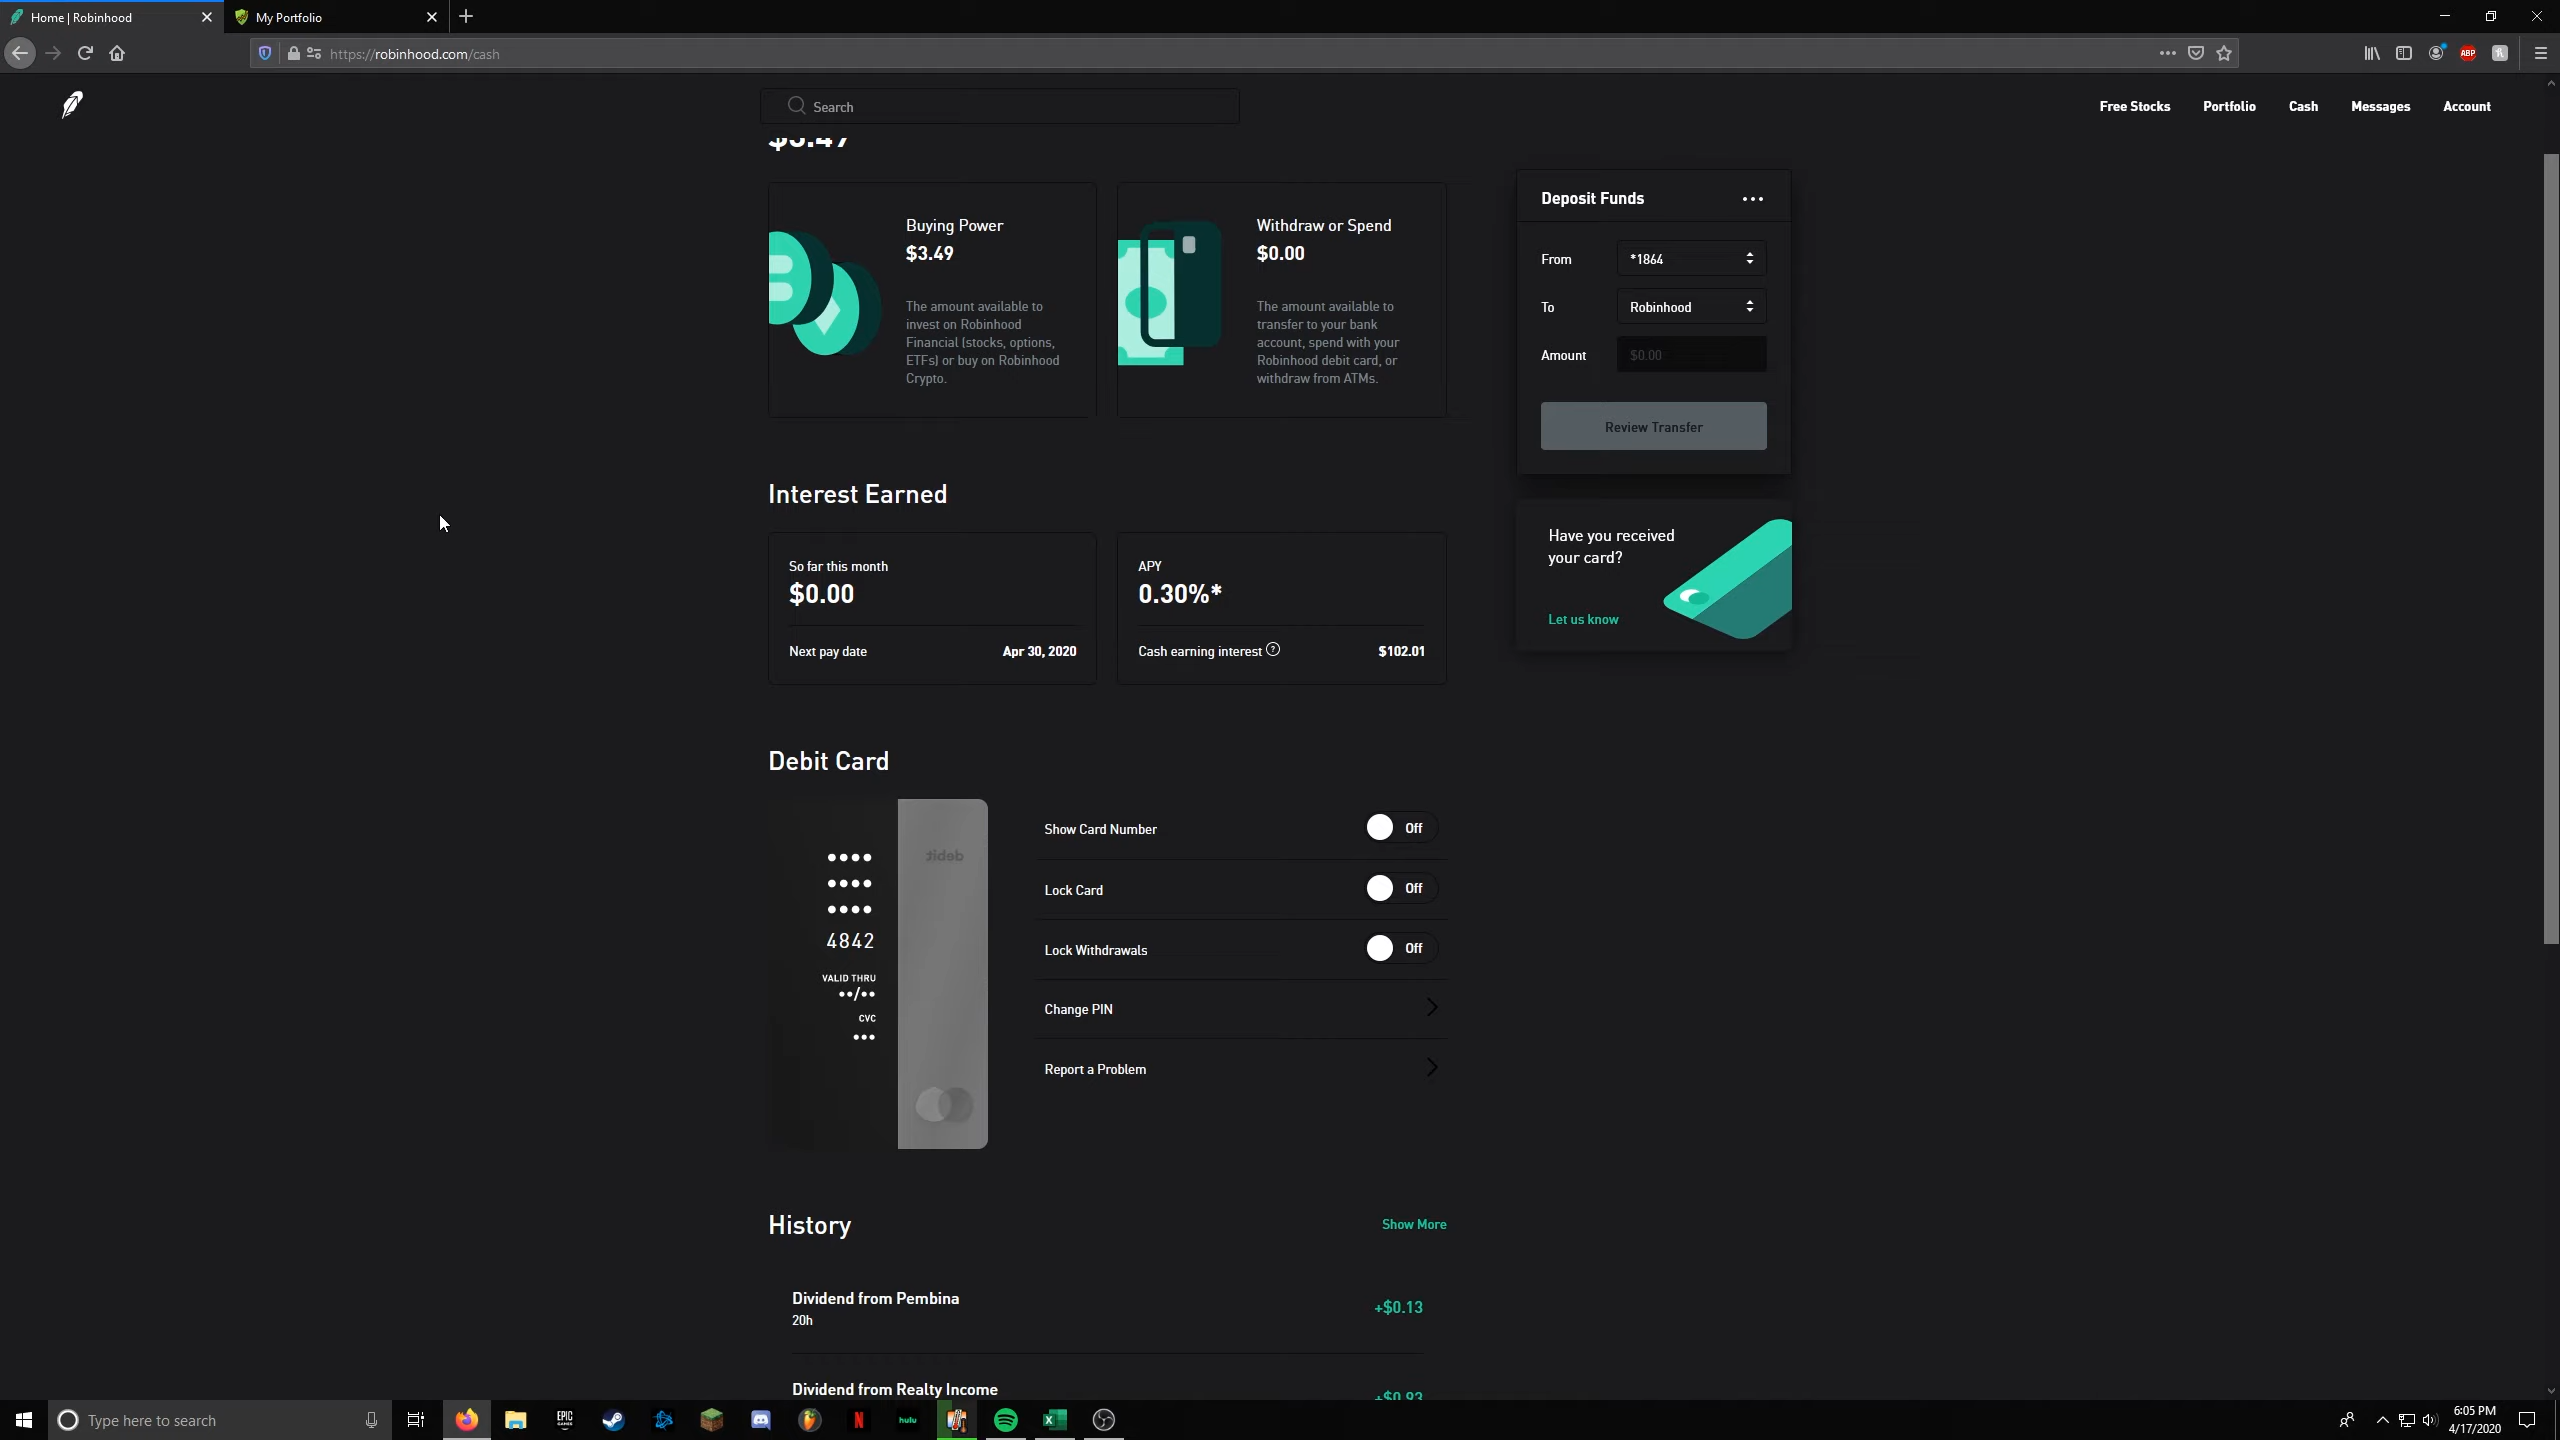 Home | Robinhood
My Portfolio
https://robinhood.com/cash
ABP
Search
Free Stocks
Portfolio
Cash
Messages
Account
Buying Power
$3.49
The amount available to
invest on Robinhood
Financial (stocks, options,
ETFs) or buy on Robinhood
Crypto.
Withdraw or Spend
$0.00
The amount available to
transfer to your bank
account, spend with your
Robinhood debit card, or
withdraw from ATMs.
Deposit Funds
From
*1864
To
Robinhood
Amount
$0.00
Review Transfer
Have you received
your card?
Let us know
Interest Earned
So far this month
$0.00
Next pay date
Apr 30, 2020
APY
0.30%*
Cash earning interest
$102.01
Debit Card
debit
•••• 
••••
••••
4842
VALID THRU
••/••
CVC
•••
Show Card Number
Off
Lock Card
Off
Lock Withdrawals
Off
Change PIN
Report a Problem
History
Show More
Dividend from Pembina
20h
+$0.13
Dividend from Realty Income
+$0.93
Type here to search
EPIC
GAMES
N
hulu
6:05 PM
4/17/2020